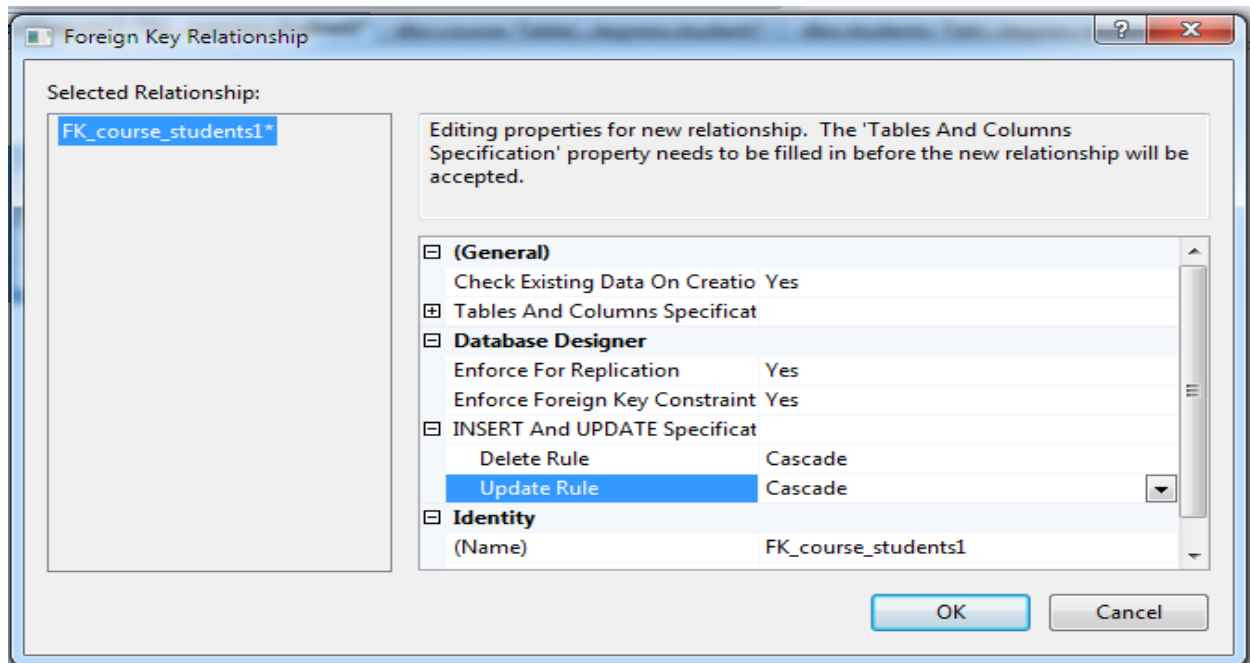 Foreign Key Relationship
?
Selected Relationship:
FK_course_students1*
Editing properties for new relationship. The 'Tables And Columns
Specification' property needs to be filled in before the new relationship will be
accepted.
(General)
Check Existing Data On Creatio Yes
Tables And Columns Specificat
Database Designer
Enforce For Replication Yes
Enforce Foreign Key Constraint Yes
INSERT And UPDATE Specificat
Delete Rule Cascade
Update Rule Cascade
Identity
(Name) FK_course_students1
OK Cancel